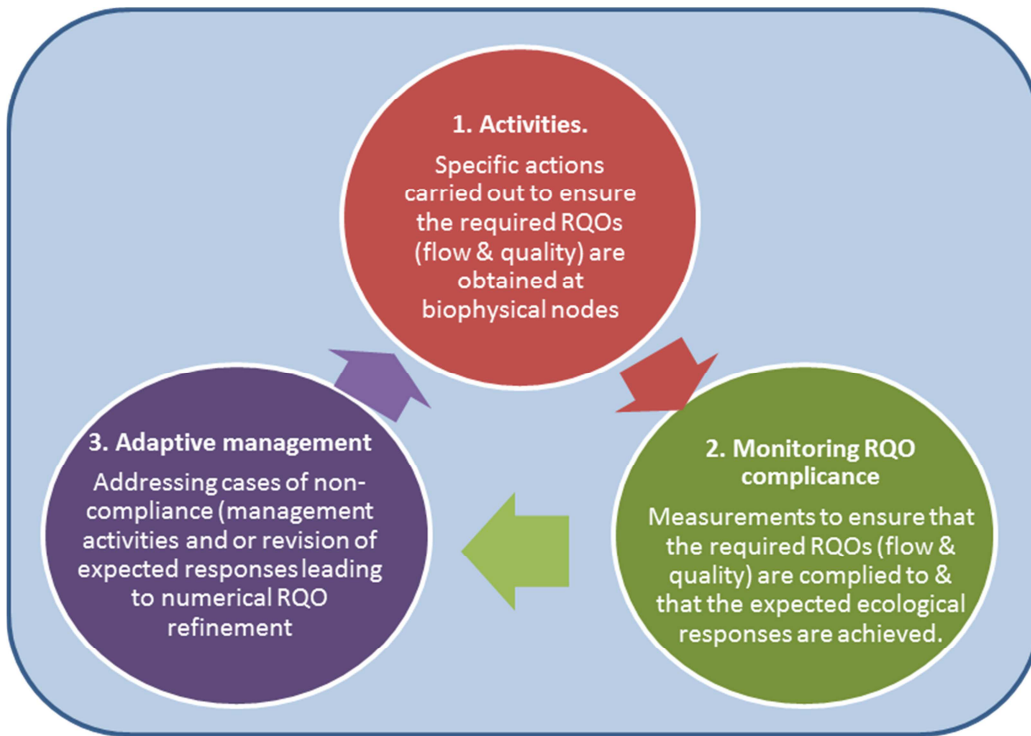 1. Activities.
Specific actions
carried out to ensure
the required RQOs
(flow & quality) are
obtained at
biophysical nodes
2. Monitoring RQO
complicance
Measurements to ensure that
the required RQOs (flow &
quality) are complied to &
that the expected ecological
responses are achieved.
3. Adaptive management
Addressing cases of non-
compliance (management
activities and or revision of
expected responses leading
to numerical RQO
refinement